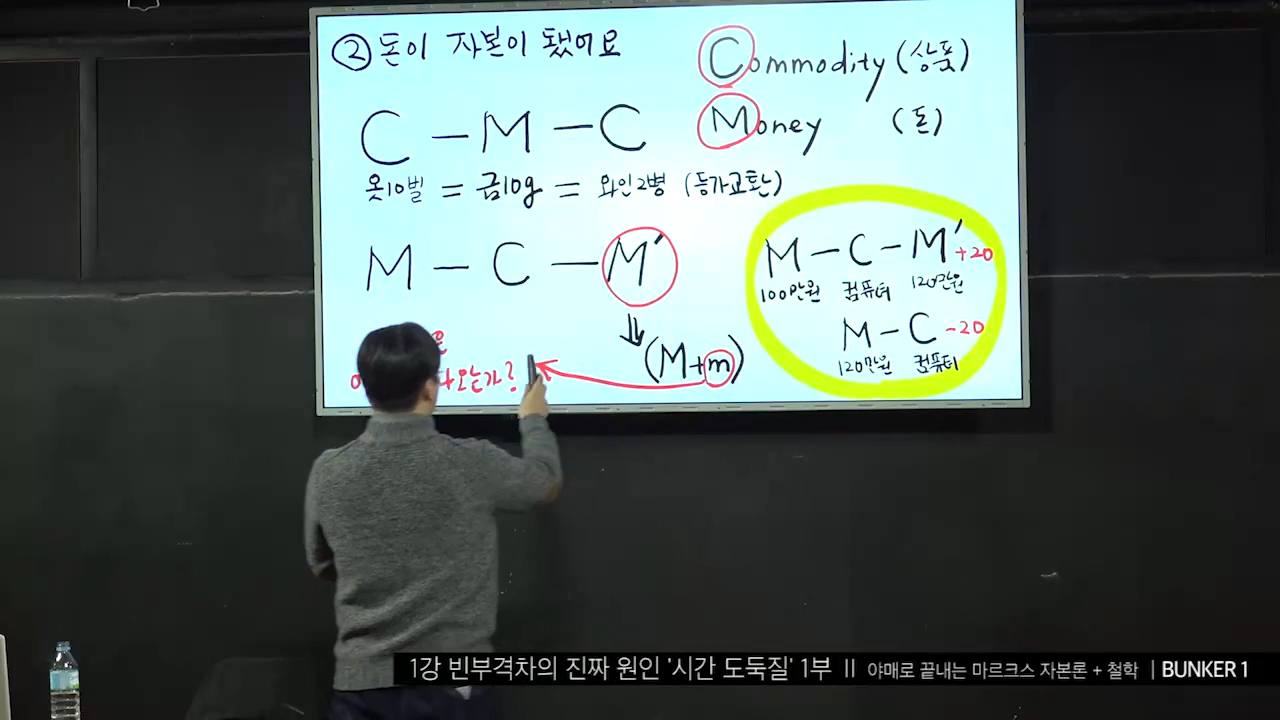 ② 돈이 자본이 됐어요
Commodity (상품)
Money (돈)
C – M – C
옷10벌 = 금10g = 와인2병 (등가교환)
M – C – M′
⇓
(M+m)
오는가?
M – C – M′ +20
100만원 컴퓨터 120만원
M – C -20
120만원 컴퓨터
1강 빈부격차의 진짜 원인 '시간 도둑질' 1부 II 야매로 끝내는 마르크스 자본론 + 철학 | BUNKER 1